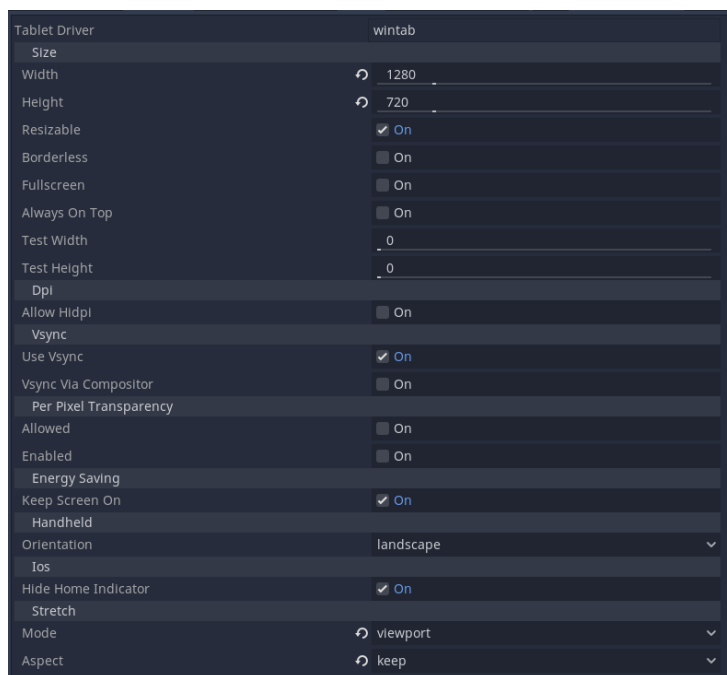 Tablet Driver wintab
Size
Width 1280
Height 720
Resizable On
Borderless On
Fullscreen On
Always On Top On
Test Width 0
Test Height 0
Dpi
Allow Hidpi On
Vsync
Use Vsync On
Vsync Via Compositor On
Per Pixel Transparency
Allowed On
Enabled On
Energy Saving
Keep Screen On On
Handheld
Orientation landscape
Ios
Hide Home Indicator On
Stretch
Mode viewport
Aspect keep